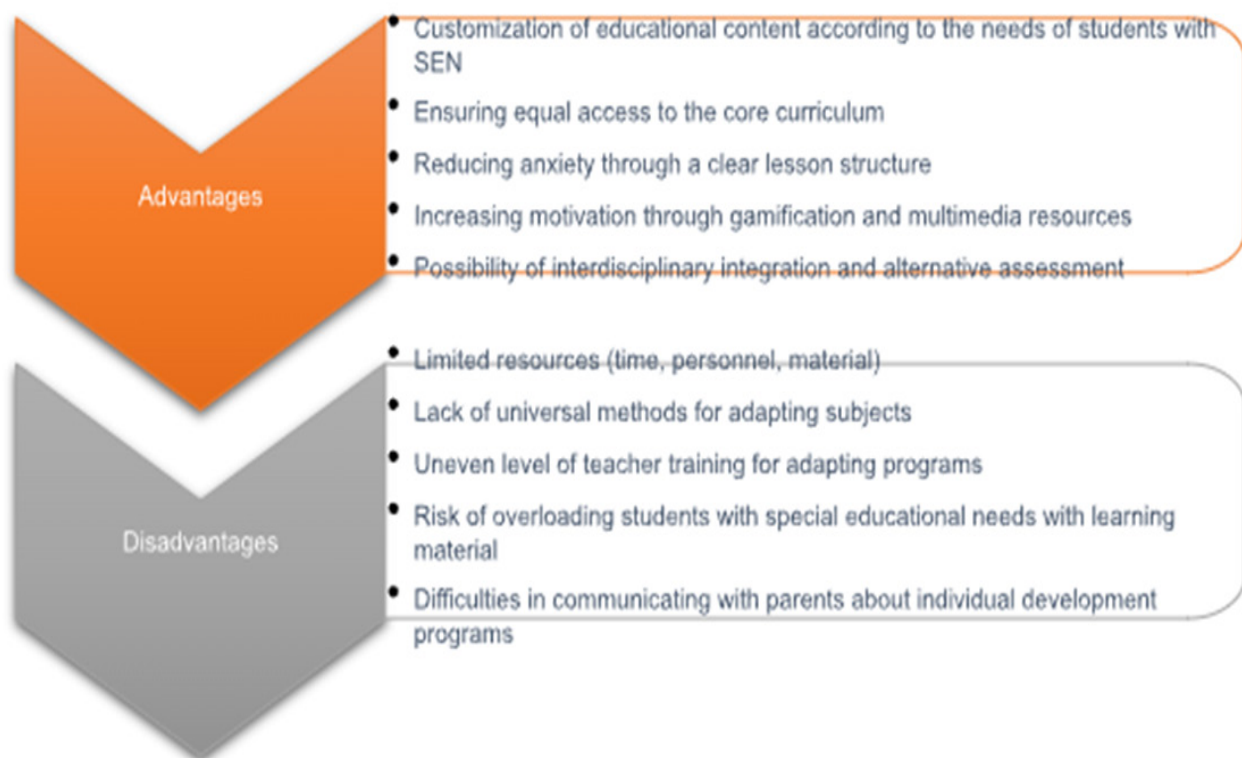 Advantages
Customization of educational content according to the needs of students with
SEN
Ensuring equal access to the core curriculum
Reducing anxiety through a clear lesson structure
Increasing motivation through gamification and multimedia resources
Possibility of interdisciplinary integration and alternative assessment
Disadvantages
Limited resources (time, personnel, material)
Lack of universal methods for adapting subjects
Uneven level of teacher training for adapting programs
Risk of overloading students with special educational needs with learning
material
Difficulties in communicating with parents about individual development
programs